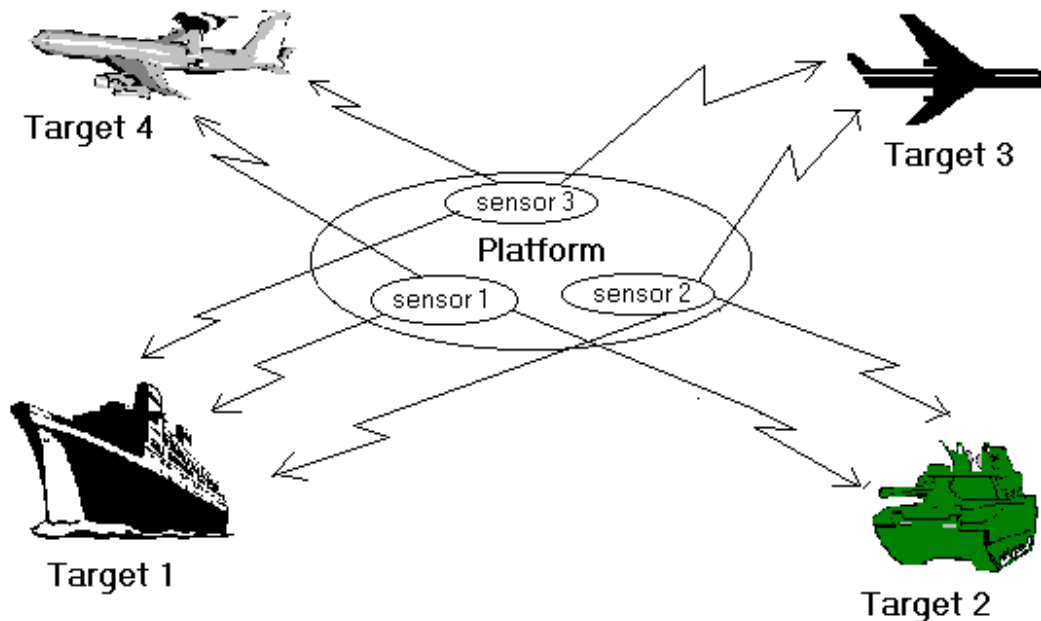 Target 4
Target 3
sensor 3
Platform
sensor 1
sensor 2
Target 1
Target 2